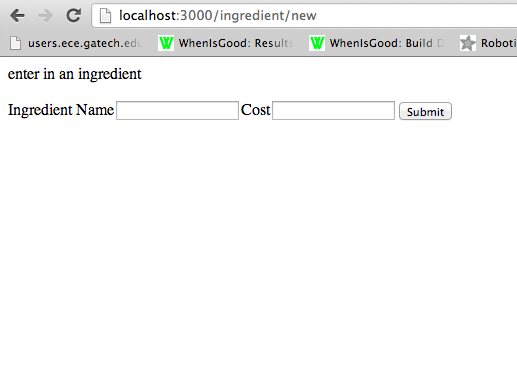 localhost:3000/ingredient/new
users.ece.gatech.edu WhenIsGood: Results WhenIsGood: Build Roboti
enter in an ingredient
Ingredient Name Cost Submit